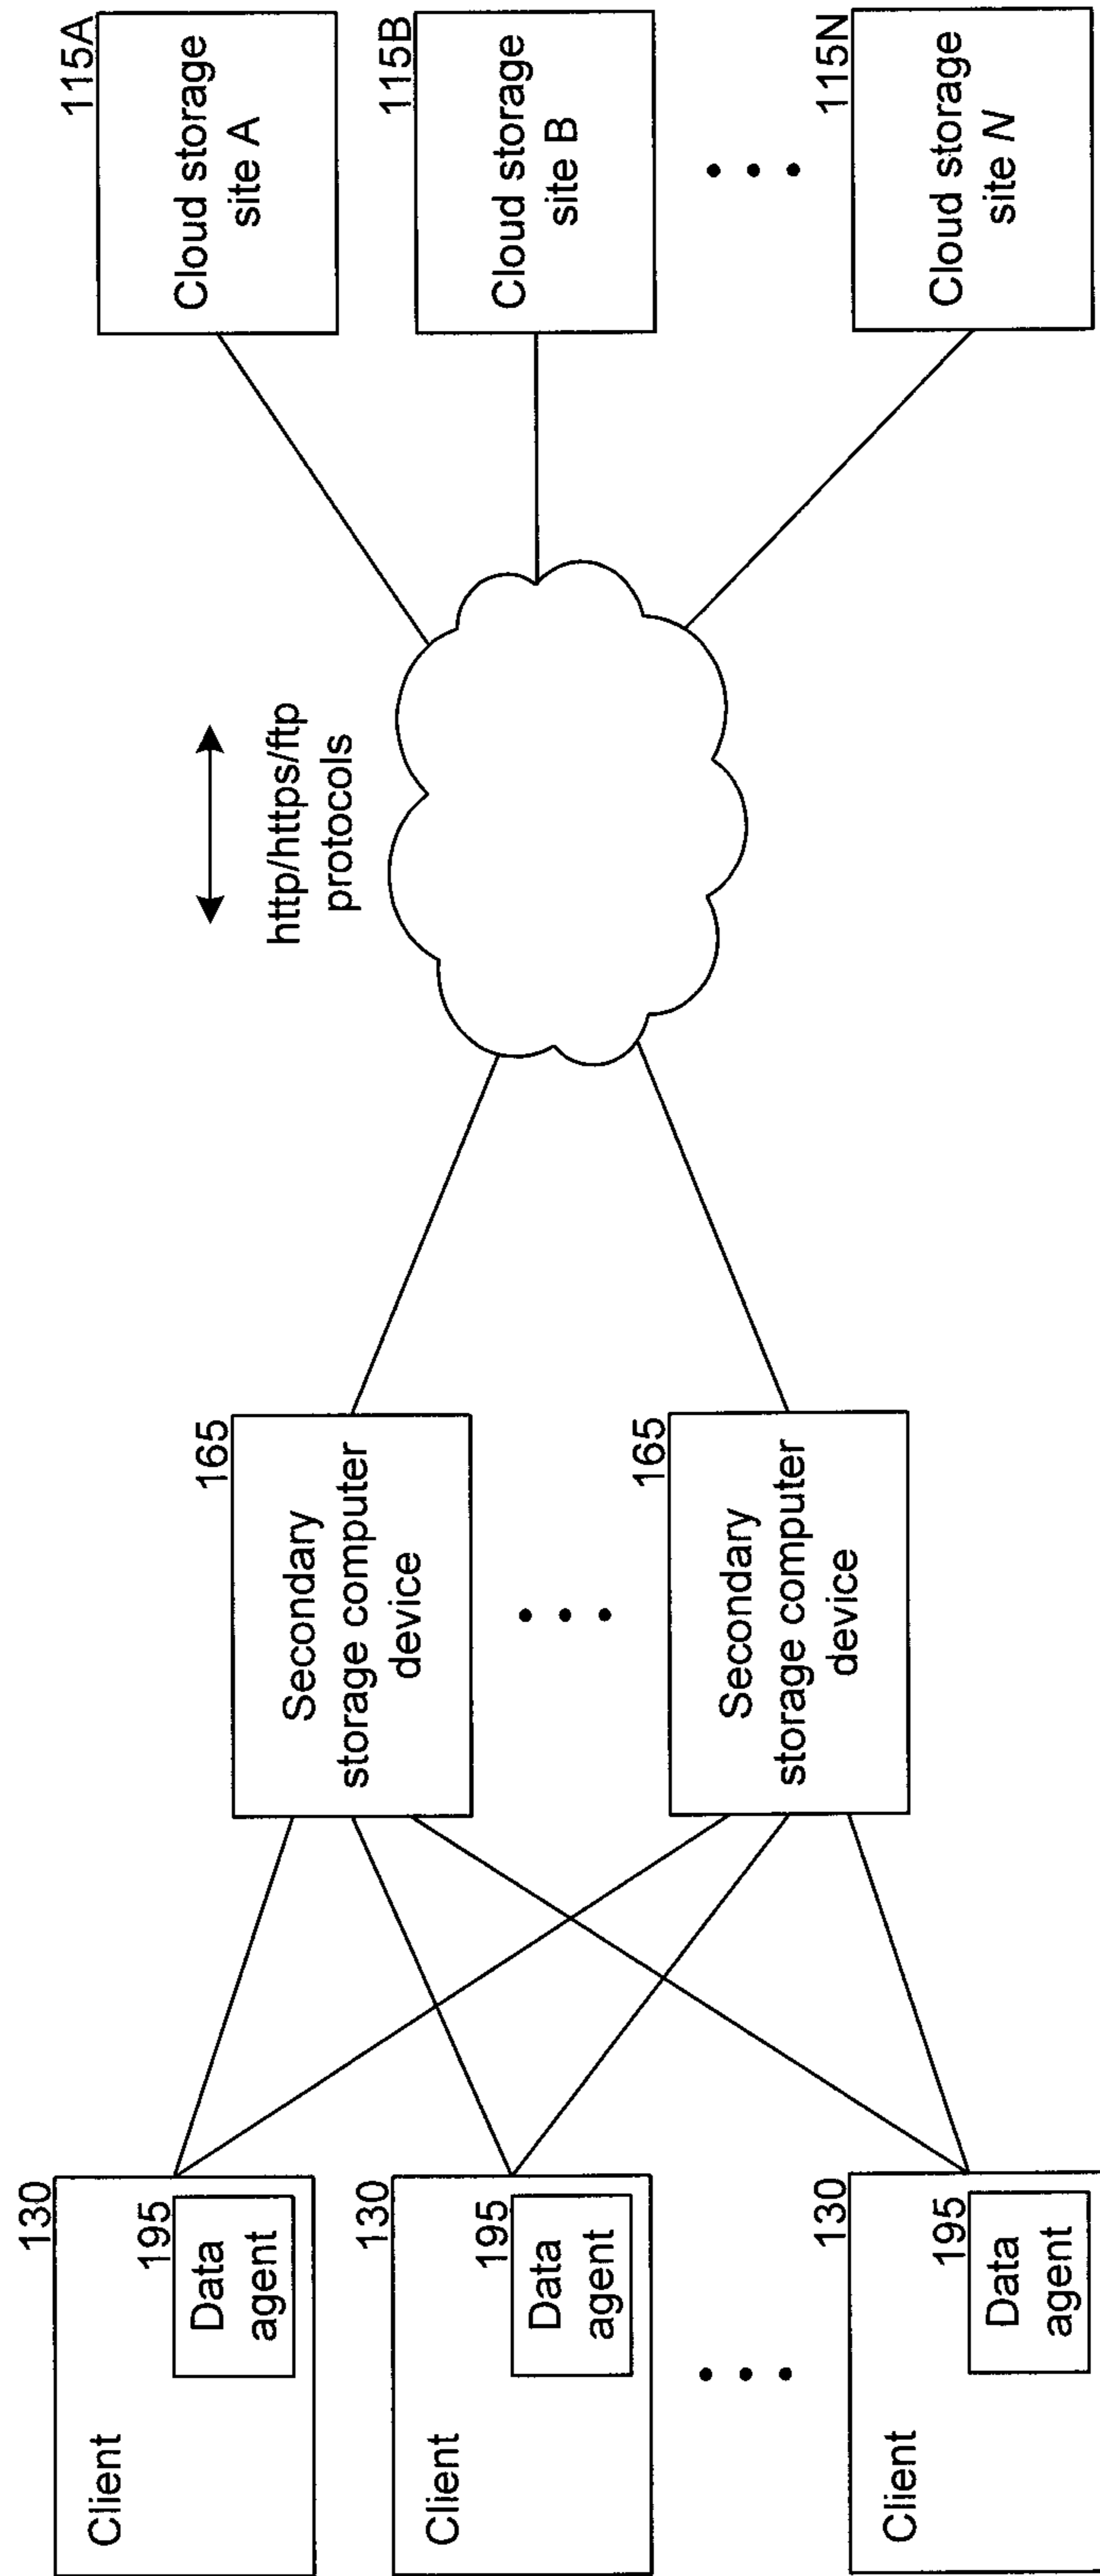 130
Client
195
Data
agent
130
Client
195
Data
agent
130
Client
195
Data
agent
165
Secondary
storage computer
device
165
Secondary
storage computer
device
http/https/ftp
protocols
115A
Cloud storage
site A
115B
Cloud storage
site B
115N
Cloud storage
site N